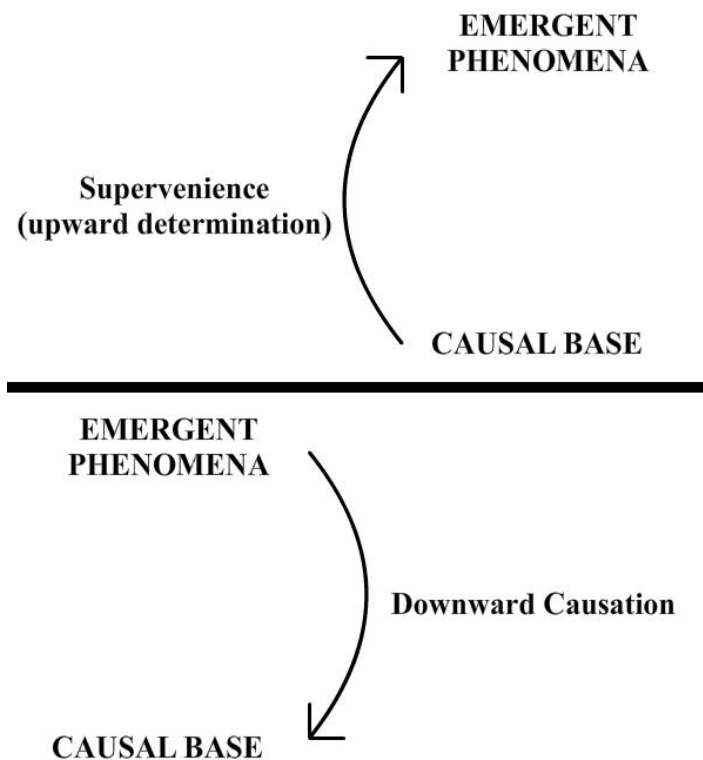 EMERGENT
PHENOMENA
Supervenience
(upward determination)
CAUSAL BASE
EMERGENT
PHENOMENA
Downward Causation
CAUSAL BASE